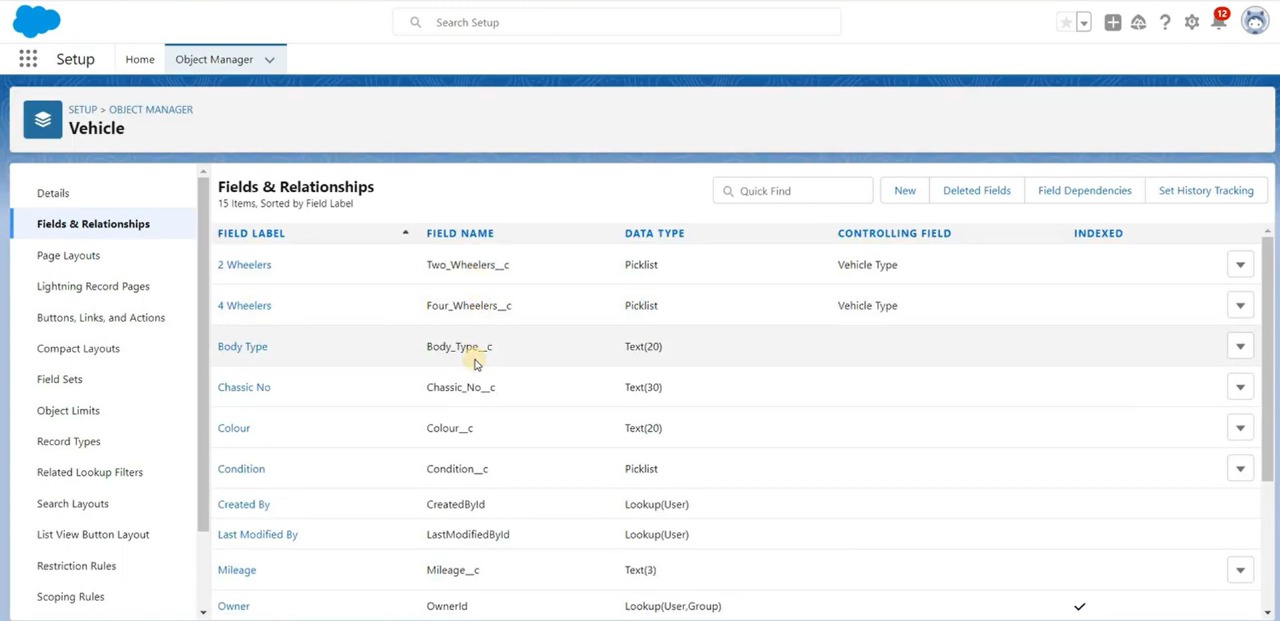 Search Setup
12
Setup
Home
Object Manager
SETUP > OBJECT MANAGER
Vehicle
Details
Fields & Relationships
Page Layouts
Lightning Record Pages
Buttons, Links, and Actions
Compact Layouts
Field Sets
Object Limits
Record Types
Related Lookup Filters
Search Layouts
List View Button Layout
Restriction Rules
Scoping Rules
Fields & Relationships
15 Items, Sorted by Field Label
Quick Find
New
Deleted Fields
Field Dependencies
Set History Tracking
FIELD LABEL FIELD NAME DATA TYPE CONTROLLING FIELD INDEXED
2 Wheelers Two_Wheelers__c Picklist Vehicle Type
4 Wheelers Four_Wheelers__c Picklist Vehicle Type
Body Type Body_Type__c Text(20)
Chassic No Chassic_No__c Text(30)
Colour Colour__c Text(20)
Condition Condition__c Picklist
Created By CreatedById Lookup(User)
Last Modified By LastModifiedById Lookup(User)
Mileage Mileage__c Text(3)
Owner OwnerId Lookup(User,Group)